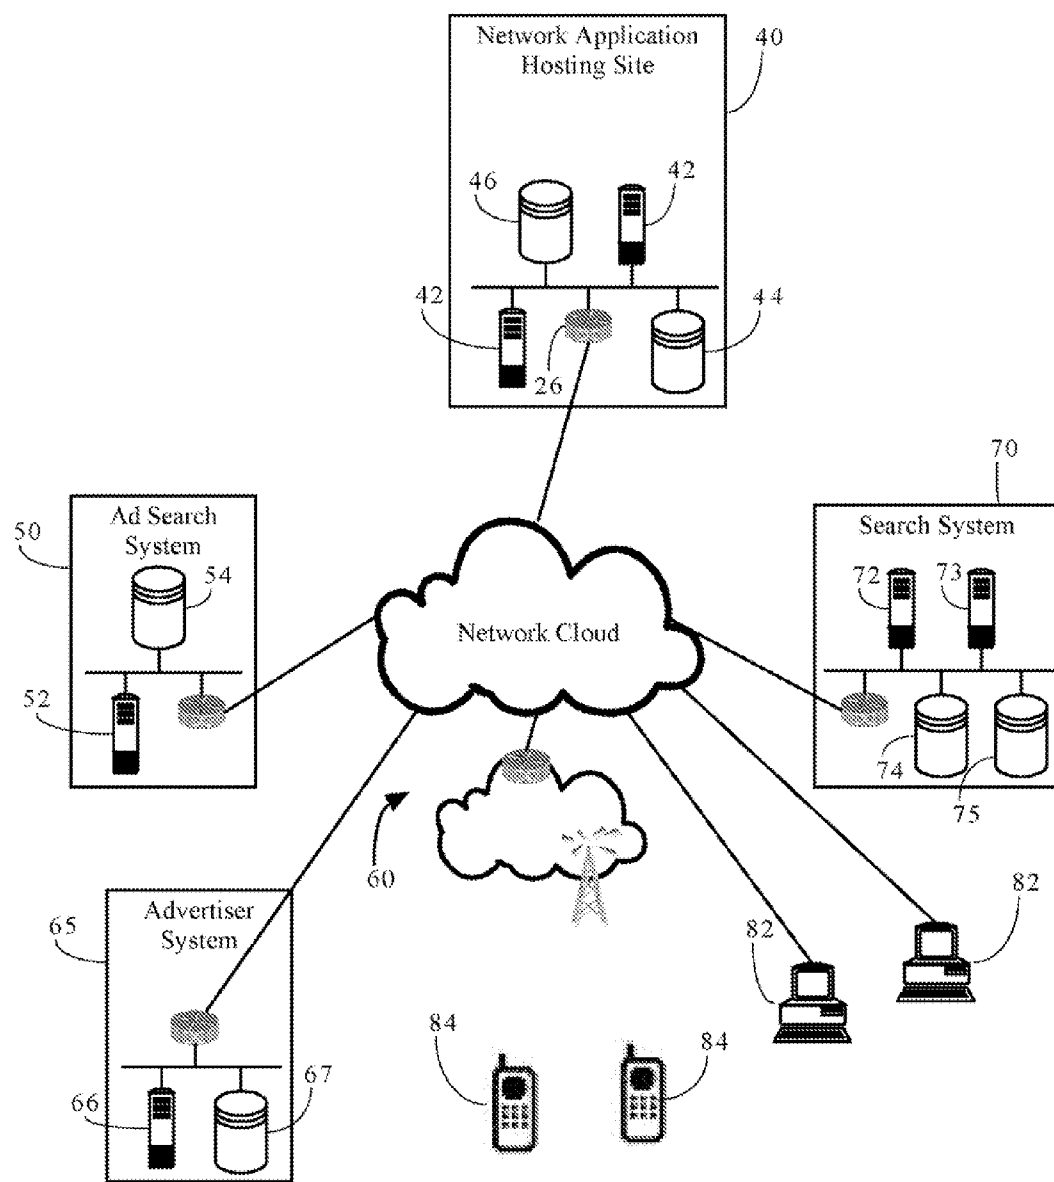 Network Application
Hosting Site
40
46
42
42
44
26
70
50
Ad Search
System
54
52
Search System
72
73
74
75
Network Cloud
60
65
Advertiser
System
66
67
82
82
84
84